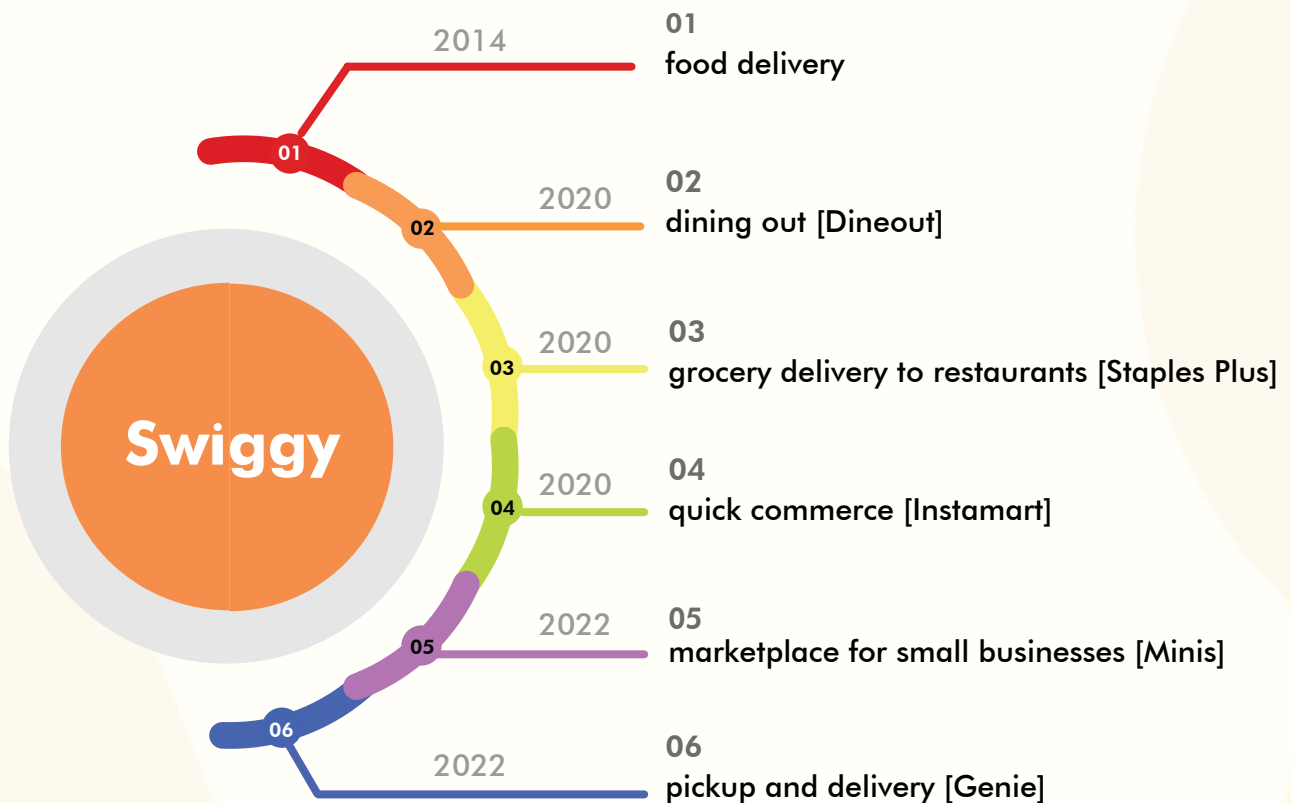 01
2014
food delivery
01
02
2020
dining out [Dineout]
02
03
2020
grocery delivery to restaurants [Staples Plus]
03
Swiggy
04
2020
quick commerce [Instamart]
04
05
2022
marketplace for small businesses [Minis]
05
06
2022
pickup and delivery [Genie]
06